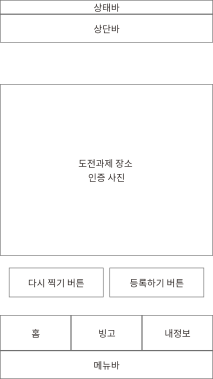 상태바
상단바
도전과제 장소
인증 사진
다시 찍기 버튼
등록하기 버튼
홈
빙고
내정보
메뉴바